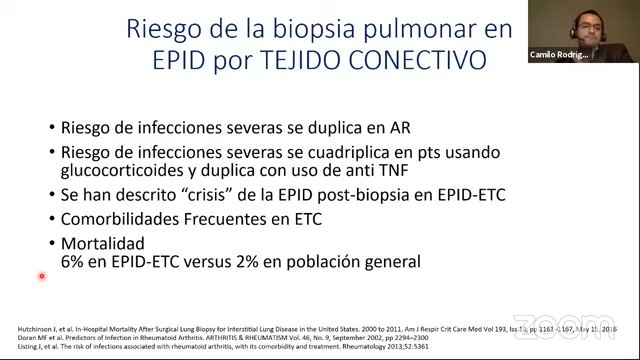 Riesgo de la biopsia pulmonar en
EPID por TEJIDO CONECTIVO
Camilo Rodríg...
• Riesgo de infecciones severas se duplica en AR
• Riesgo de infecciones severas se cuadriplica en pts usando
glucocorticoides y duplica con uso de anti TNF
• Se han descrito “crisis” de la EPID post-biopsia en EPID-ETC
• Comorbilidades Frecuentes en ETC
• Mortalidad
6% en EPID-ETC versus 2% en población general
Hutchinson J, et al. In-Hospital Mortality After Surgical Lung Biopsy for Interstitial Lung Disease in the United States. 2000 to 2011. Am J Respir Crit Care Med Vol 193, Iss 10, pp 1161–1167, May 15, 2016
Doran MF et al. Predictors of Infection in Rheumatoid Arthritis. ARTHRITIS & RHEUMATISM Vol. 46, No. 9, September 2002, pp 2294–2300
Listing J, et al. The risk of infections associated with rheumatoid arthritis, with its comorbidity and treatment. Rheumatology 2013;52:5361
zoom